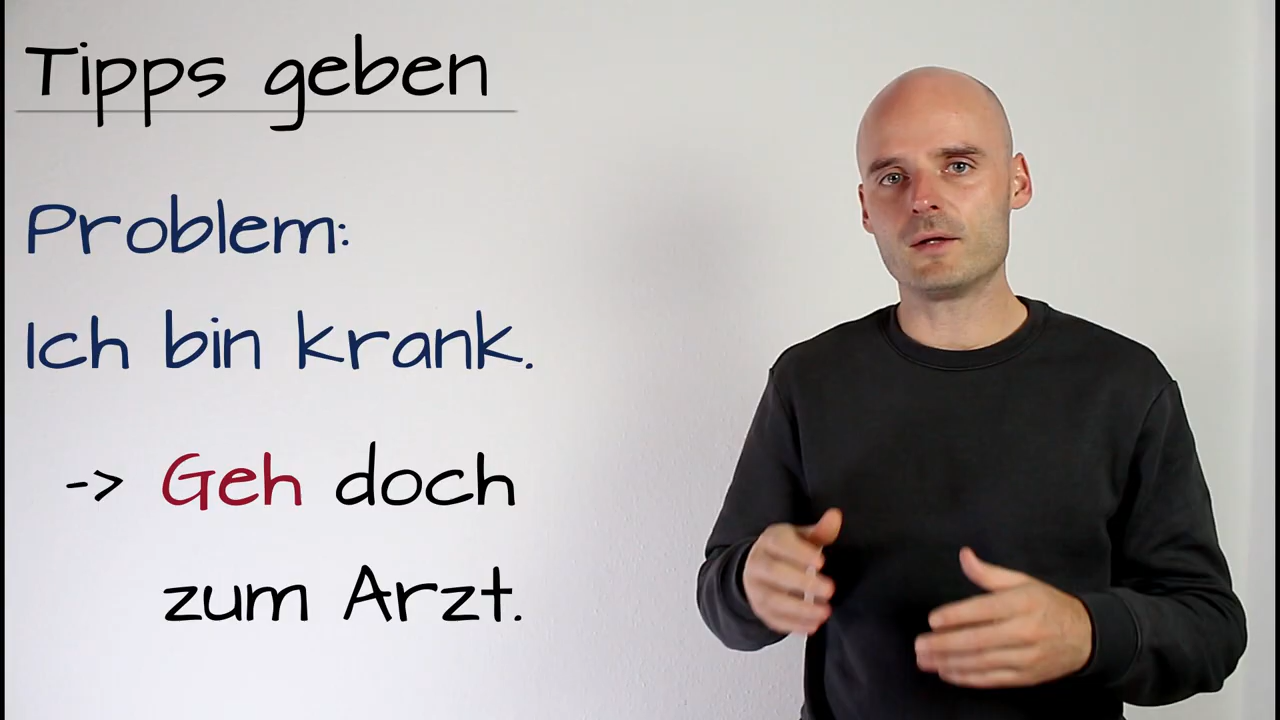 Tipps geben
Problem:
Ich bin krank.
-> Geh doch
zum Arzt.